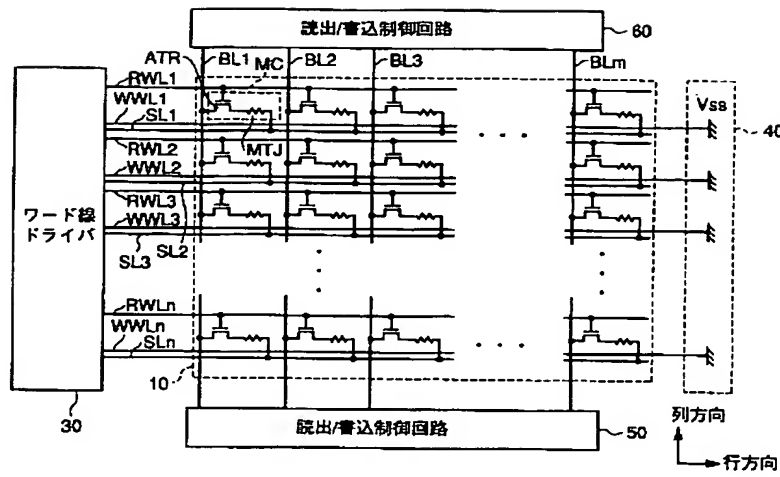 読出/書込制御回路
60
BL1
BL2
BL3
BLm
ATR
MC
RWL1
WWL1
SL1
MTJ
Vss
40
RWL2
WWL2
SL2
RWL3
WWL3
SL3
ワード線
ドライバ
RWLn
WWLn
SLn
10
30
読出/書込制御回路
50
列方向
行方向